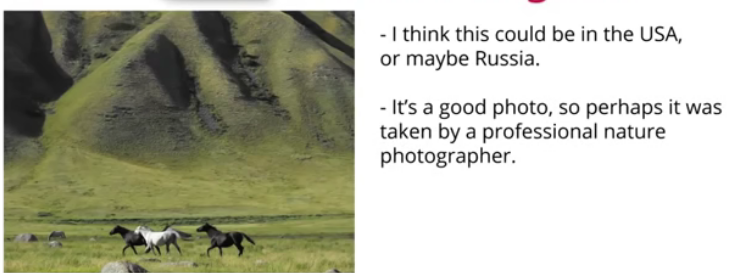 - I think this could be in the USA,
or maybe Russia.
- It’s a good photo, so perhaps it was
taken by a professional nature
photographer.